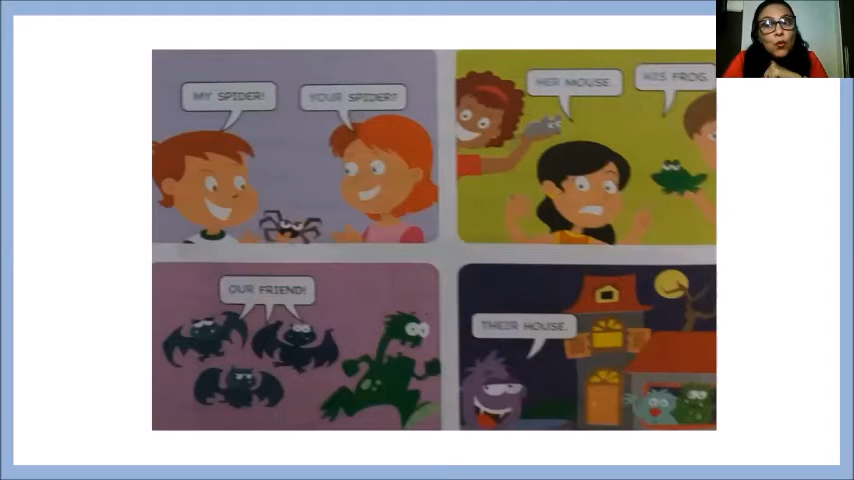 MY SPIDER!
YOUR SPIDER?
HER MOUSE.
HIS FROG.
OUR FRIEND!
THEIR HOUSE.